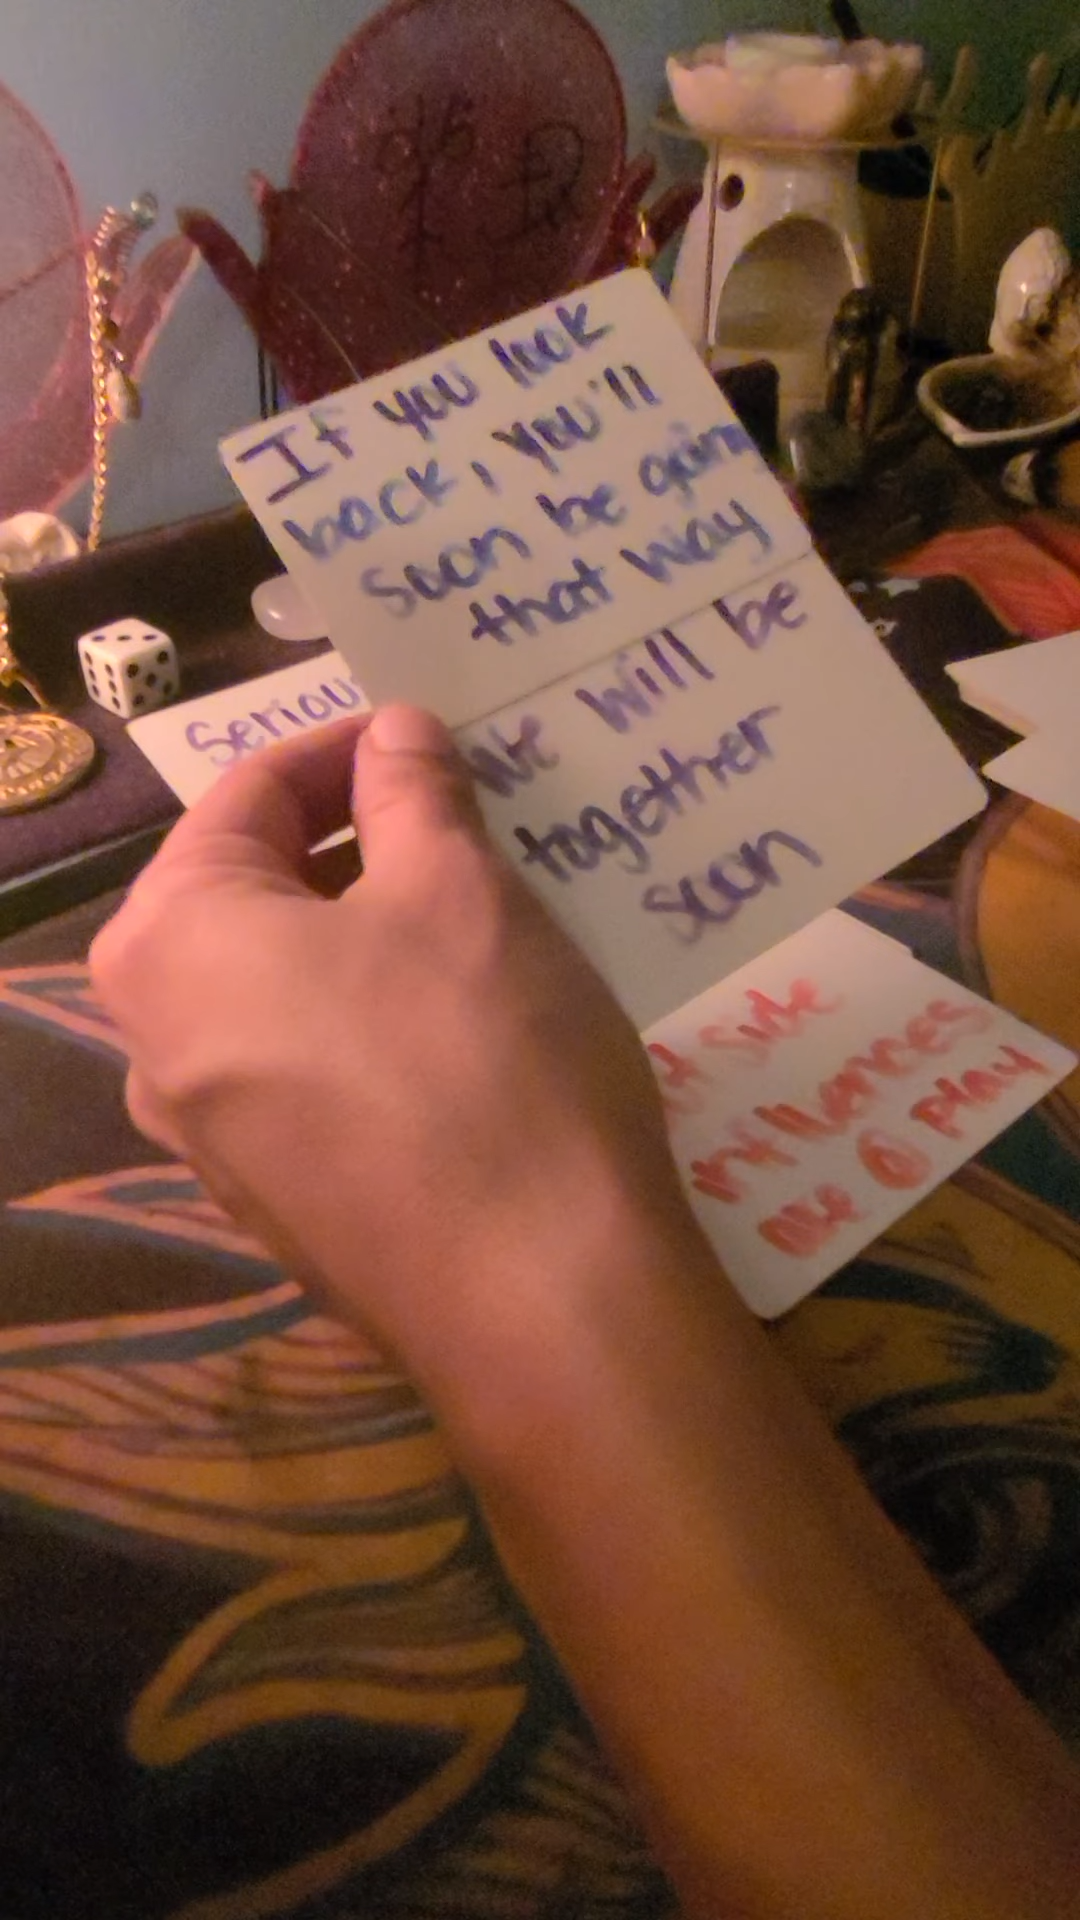 If you look
back, you'll
soon be going
that way
We will be
together
soon
Seriou
side
influences
are @ play